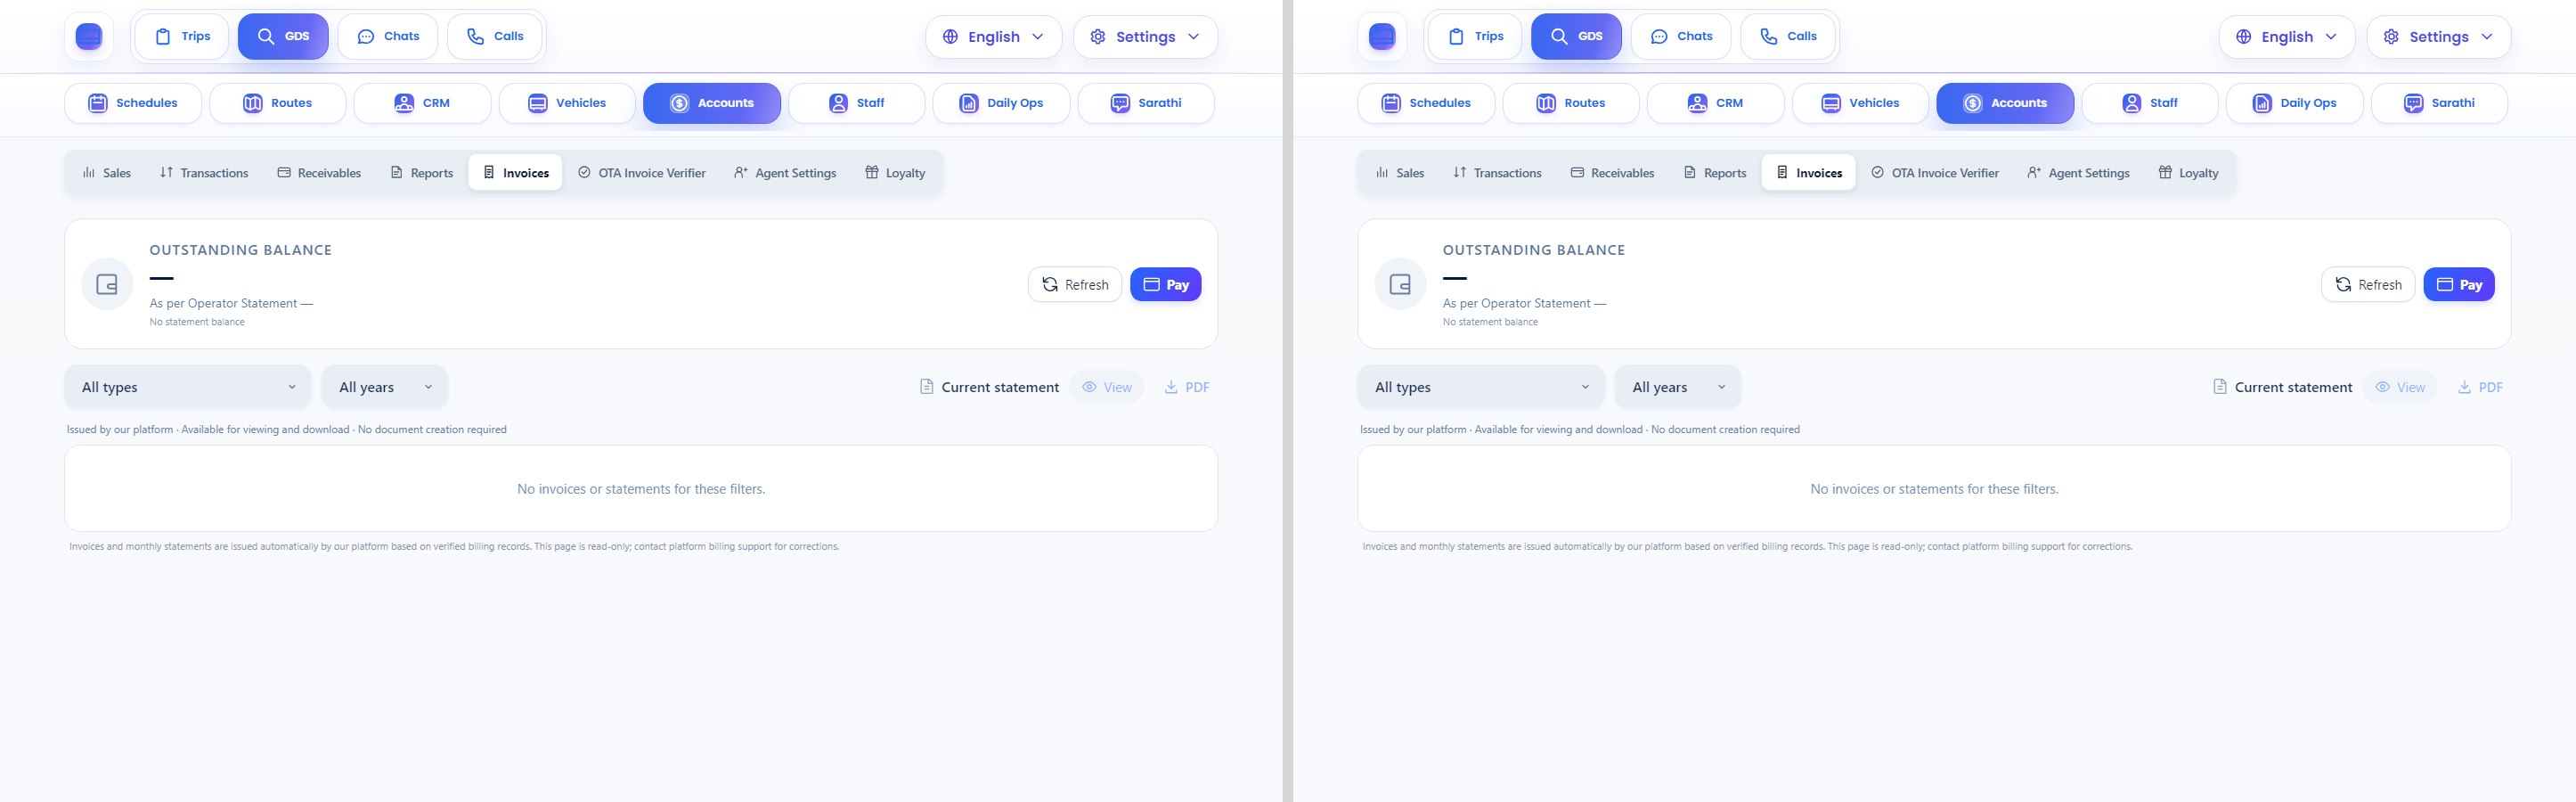 Trips GDS Chats Calls English Settings
Schedules Routes CRM Vehicles Accounts Staff Daily Ops Sarathi
Sales Transactions Receivables Reports Invoices OTA Invoice Verifier Agent Settings Loyalty
OUTSTANDING BALANCE
—
As per Operator Statement —
No statement balance
Refresh Pay
All types All years Current statement View PDF
Issued by our platform · Available for viewing and download · No document creation required
No invoices or statements for these filters.
Invoices and monthly statements are issued automatically by our platform based on verified billing records. This page is read-only; contact platform billing support for corrections.
Trips GDS Chats Calls English Settings
Schedules Routes CRM Vehicles Accounts Staff Daily Ops Sarathi
Sales Transactions Receivables Reports Invoices OTA Invoice Verifier Agent Settings Loyalty
OUTSTANDING BALANCE
—
As per Operator Statement —
No statement balance
Refresh Pay
All types All years Current statement View PDF
Issued by our platform · Available for viewing and download · No document creation required
No invoices or statements for these filters.
Invoices and monthly statements are issued automatically by our platform based on verified billing records. This page is read-only; contact platform billing support for corrections.